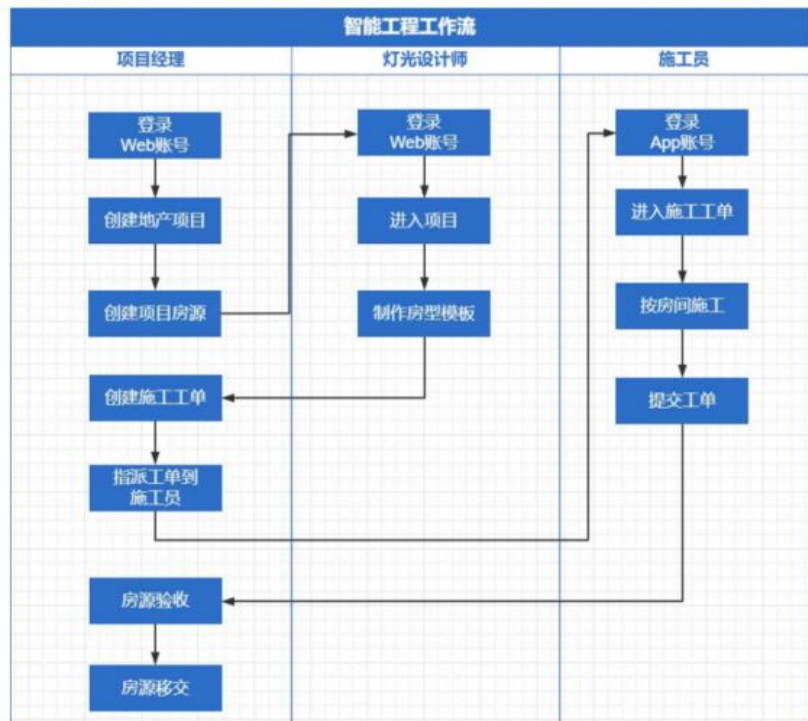 智能工程工作流
项目经理
灯光设计师
施工员
登录
Web账号
创建地产项目
创建项目房源
登录
Web账号
进入项目
制作房型模板
创建施工工单
指派工单到
施工员
登录
App账号
进入施工工单
按房间施工
提交工单
房源验收
房源移交